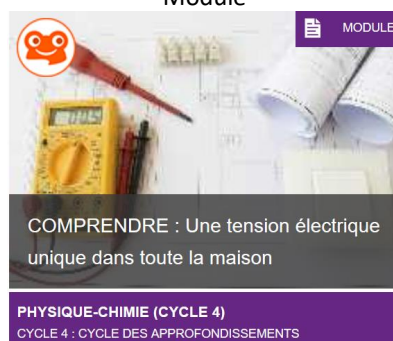 Module
MODULE
COMPRENDRE : Une tension électrique
unique dans toute la maison
PHYSIQUE-CHIMIE (CYCLE 4)
CYCLE 4 : CYCLE DES APPROFONDISSEMENTS